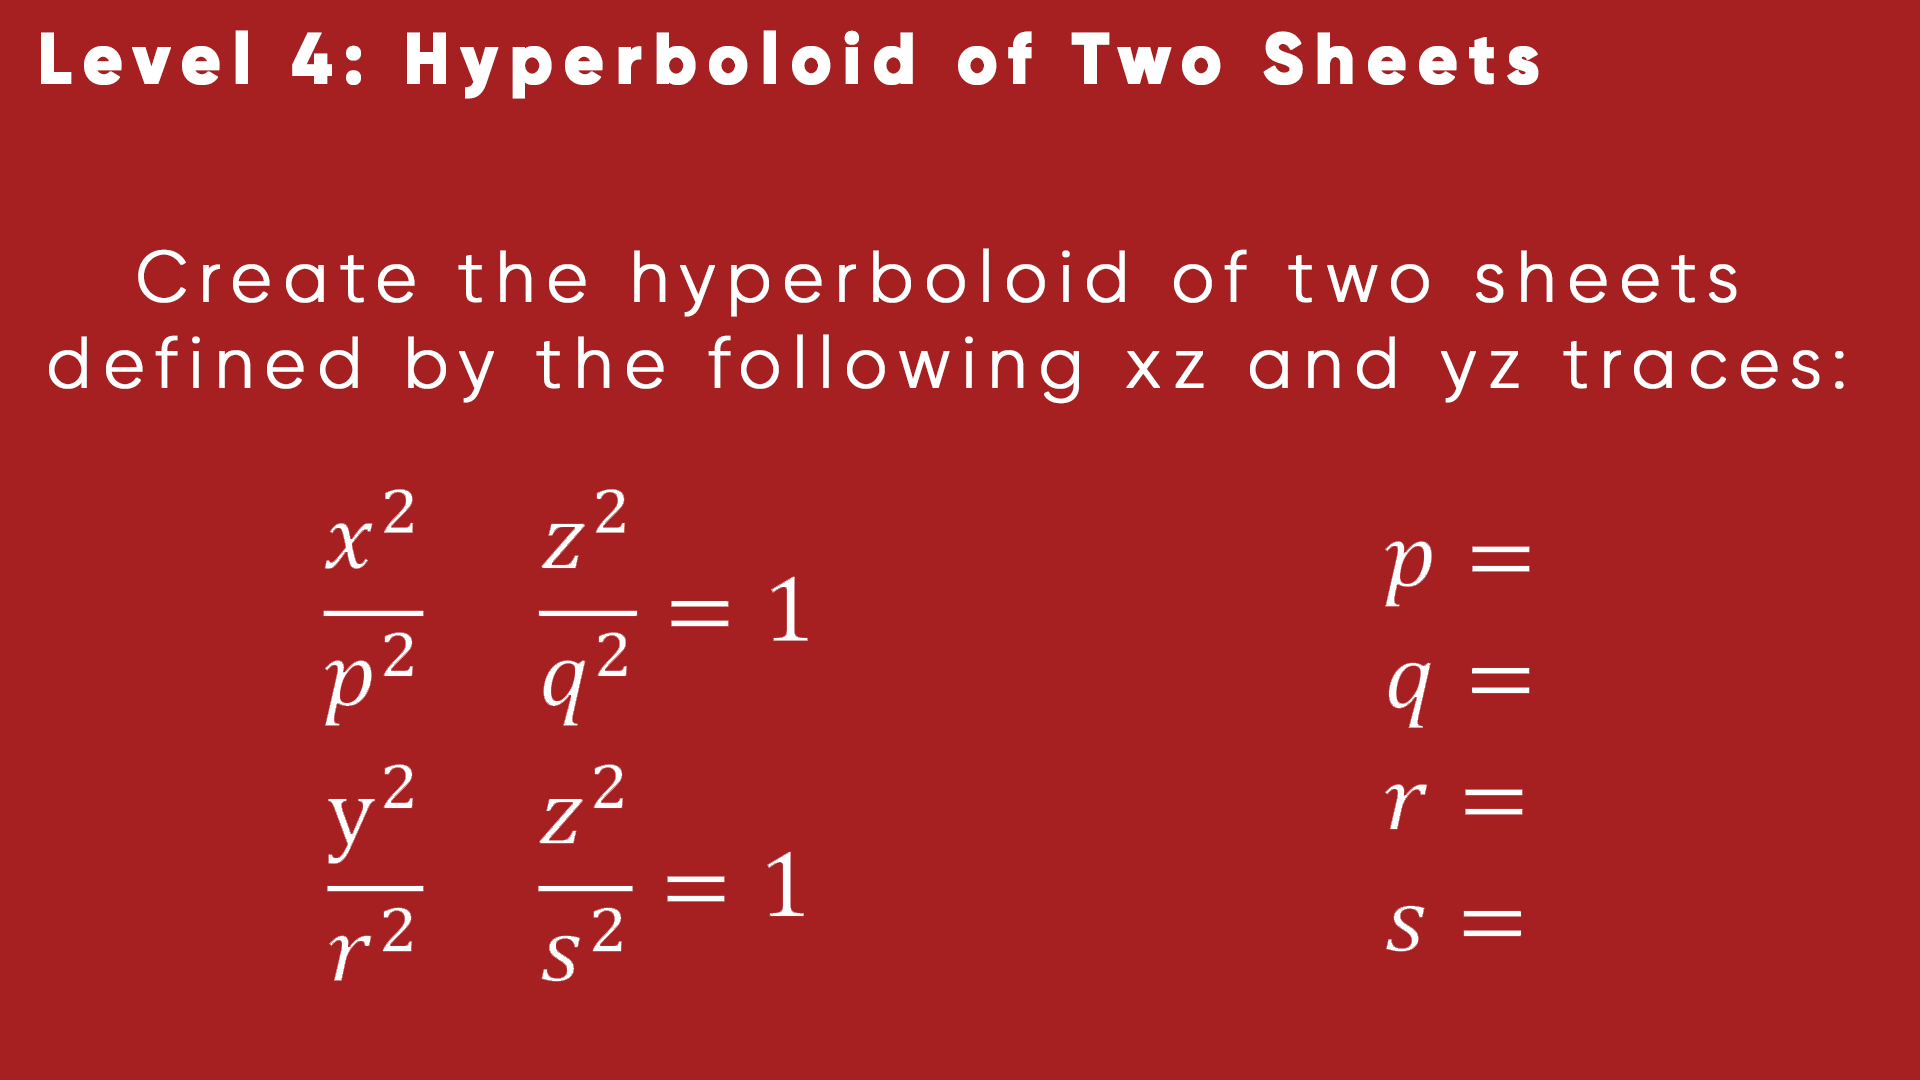 Level 4: Hyperboloid of Two Sheets
Create the hyperboloid of two sheets
defined by the following xz and yz traces:
x² z²
— — = 1
p² q²
y² z²
— — = 1
r² s²
p =
q =
r =
s =